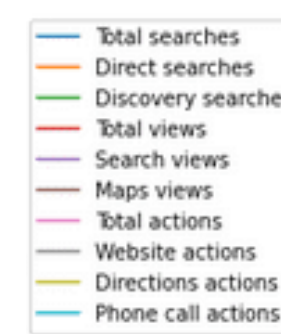 Total searches
Direct searches
Discovery searche
Total views
Search views
Maps views
Total actions
Website actions
Directions actions
Phone call actions